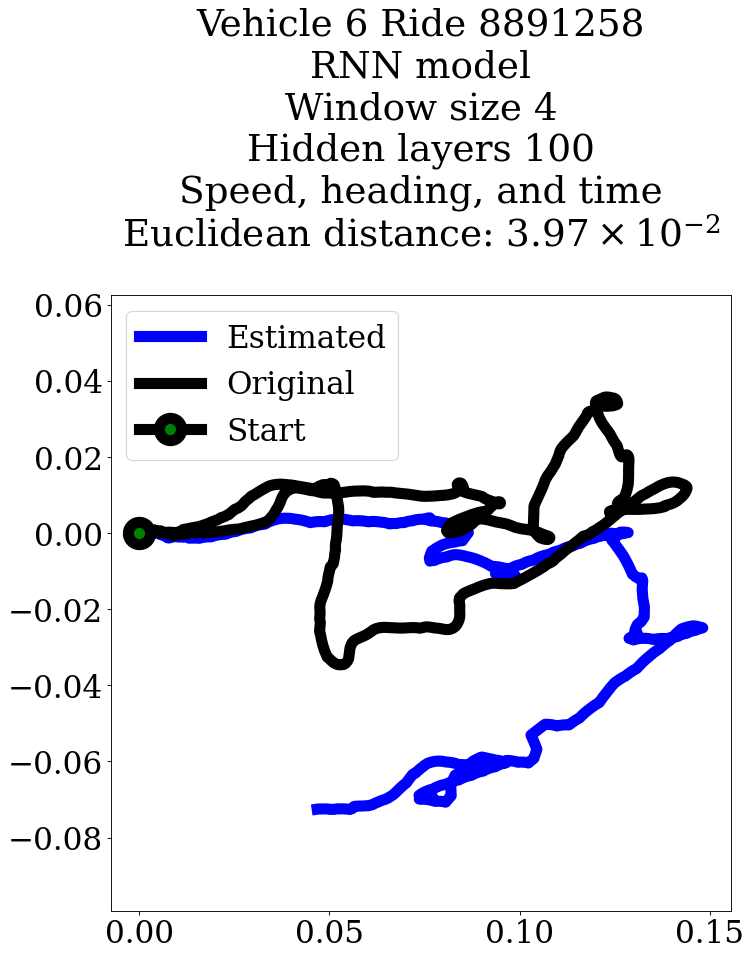 Vehicle 6 Ride 8891258
RNN model
Window size 4
Hidden layers 100
Speed, heading, and time
Euclidean distance: 3.97 × 10⁻²
0.06
0.04
0.02
0.00
−0.02
−0.04
−0.06
−0.08
Estimated
Original
Start
0.00 0.05 0.10 0.15